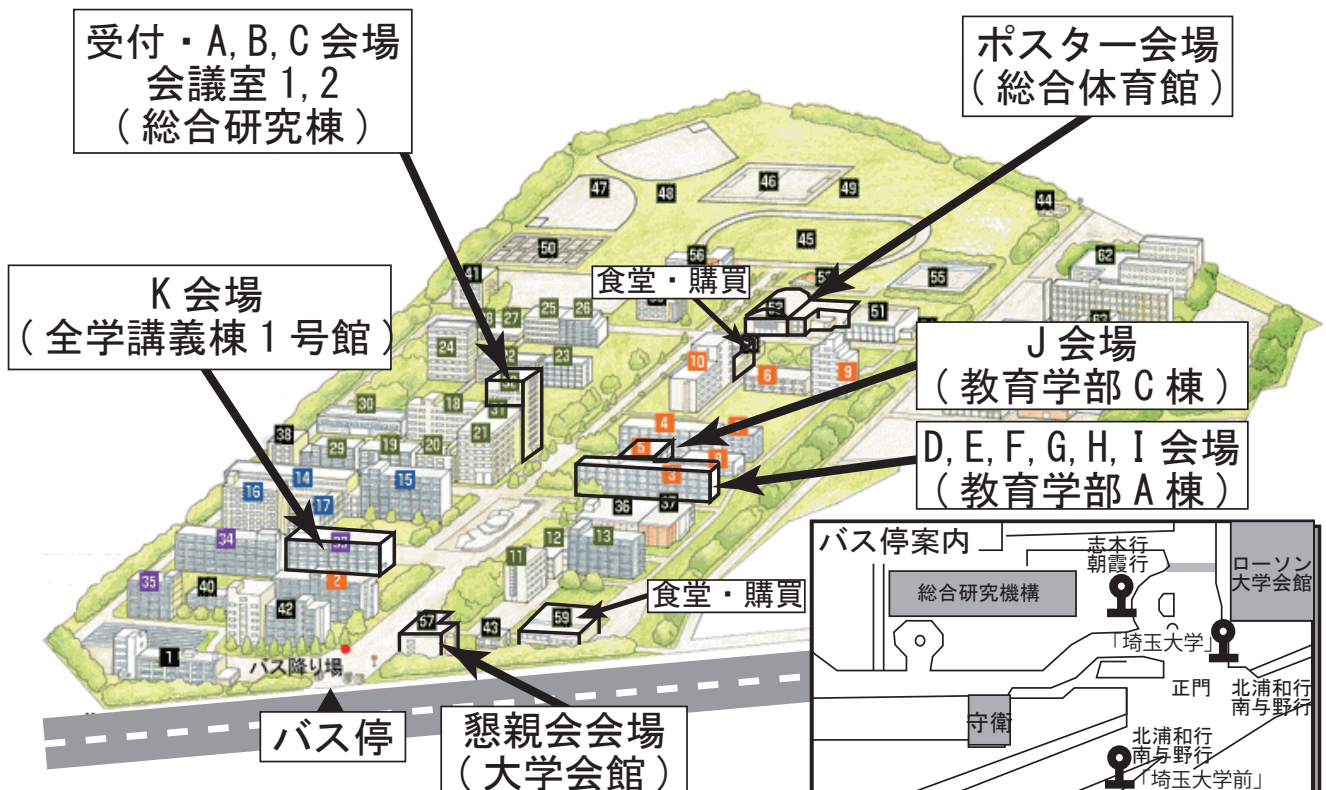 受付・A, B, C 会場
会議室 1, 2
( 総合研究棟 )
ポスター会場
( 総合体育館 )
47
48
46
49
44
50
45
56
62
41
食堂・購買
55
K 会場
( 全学講義棟 1 号館 )
25
26
27
52
51
24
22
23
10
6
9
J 会場
( 教育学部 C 棟 )
30
18
31
21
4
38
29
19
20
5
3
D, E, F, G, H, I 会場
( 教育学部 A 棟 )
14
15
16
17
36
37
34
11
12
13
35
40
2
42
57
43
59
食堂・購買
1
バス降り場
バス停
懇親会会場
( 大学会館 )
バス停案内
志木行
朝霞行
ローソン
大学会館
総合研究機構
「埼玉大学」
正門
北浦和行
南与野行
守衛
北浦和行
南与野行
「埼玉大学前」